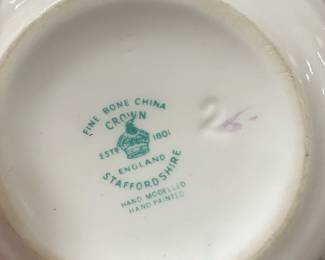 FINE BONE CHINA
CROWN
ESTD 1801
ENGLAND
STAFFORDSHIRE
HAND MODELLED
HAND PAINTED